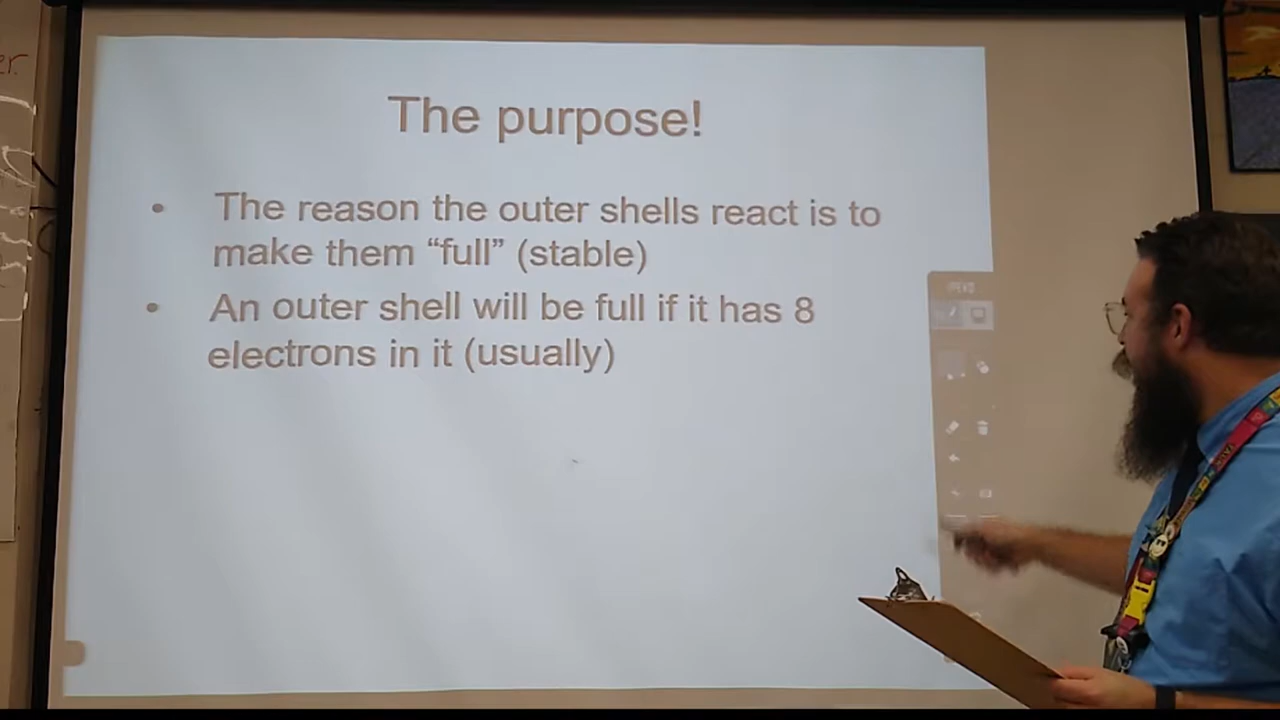 The purpose!
• The reason the outer shells react is to
make them “full” (stable)
• An outer shell will be full if it has 8
electrons in it (usually)
er.